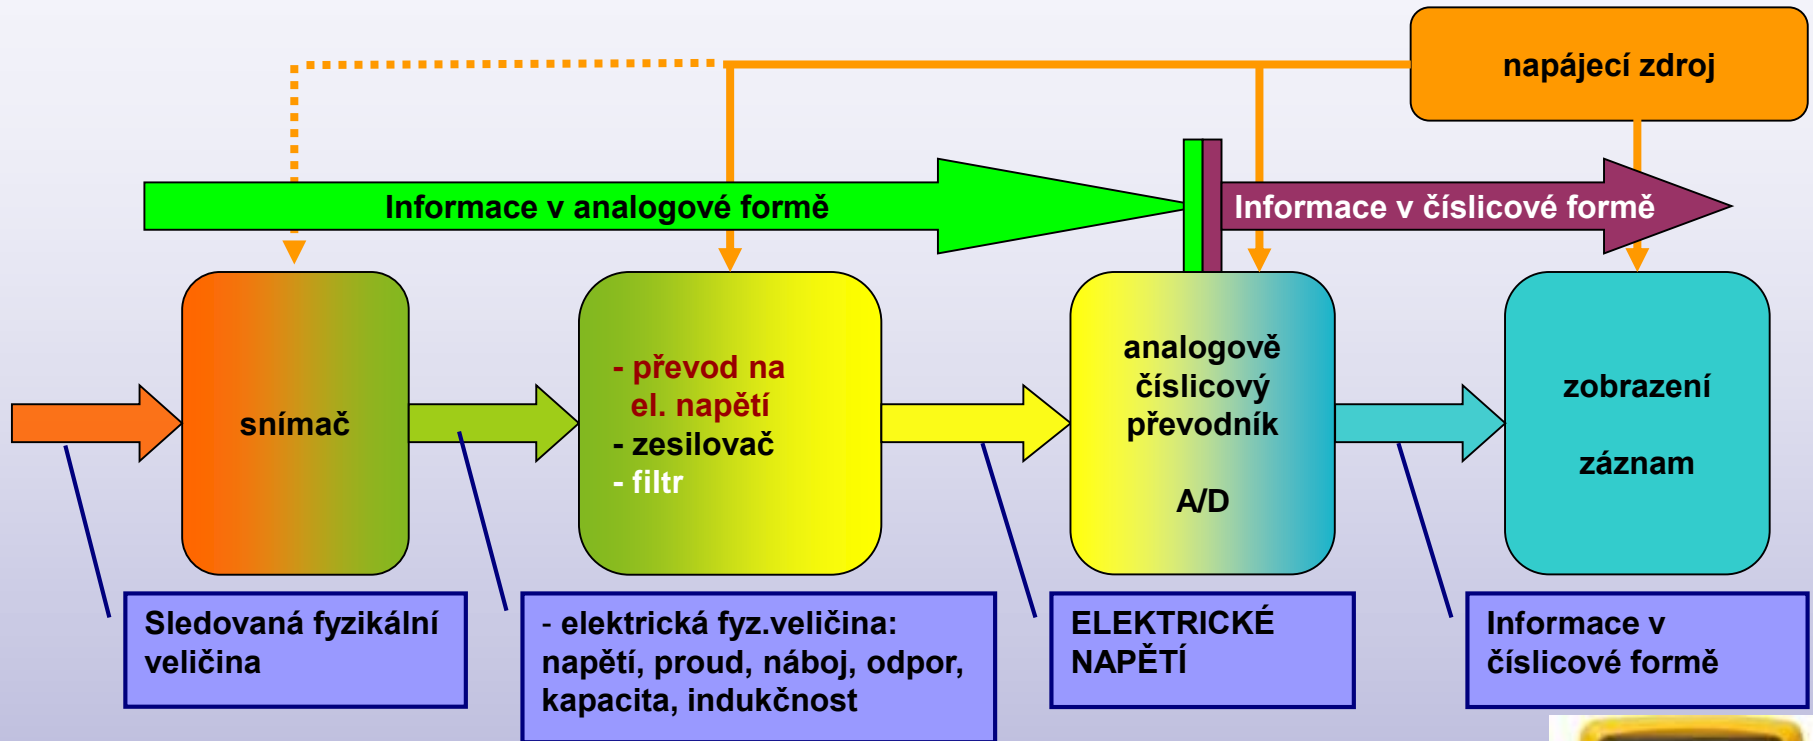 napájecí zdroj
Informace v analogové formě
Informace v číslicové formě
snímač
- převod na
el. napětí
- zesilovač
- filtr
analogově
číslicový
převodník
A/D
zobrazení
záznam
Sledovaná fyzikální
veličina
- elektrická fyz.veličina:
napětí, proud, náboj, odpor,
kapacita, indukčnost
ELEKTRICKÉ
NAPĚTÍ
Informace v
číslicové formě